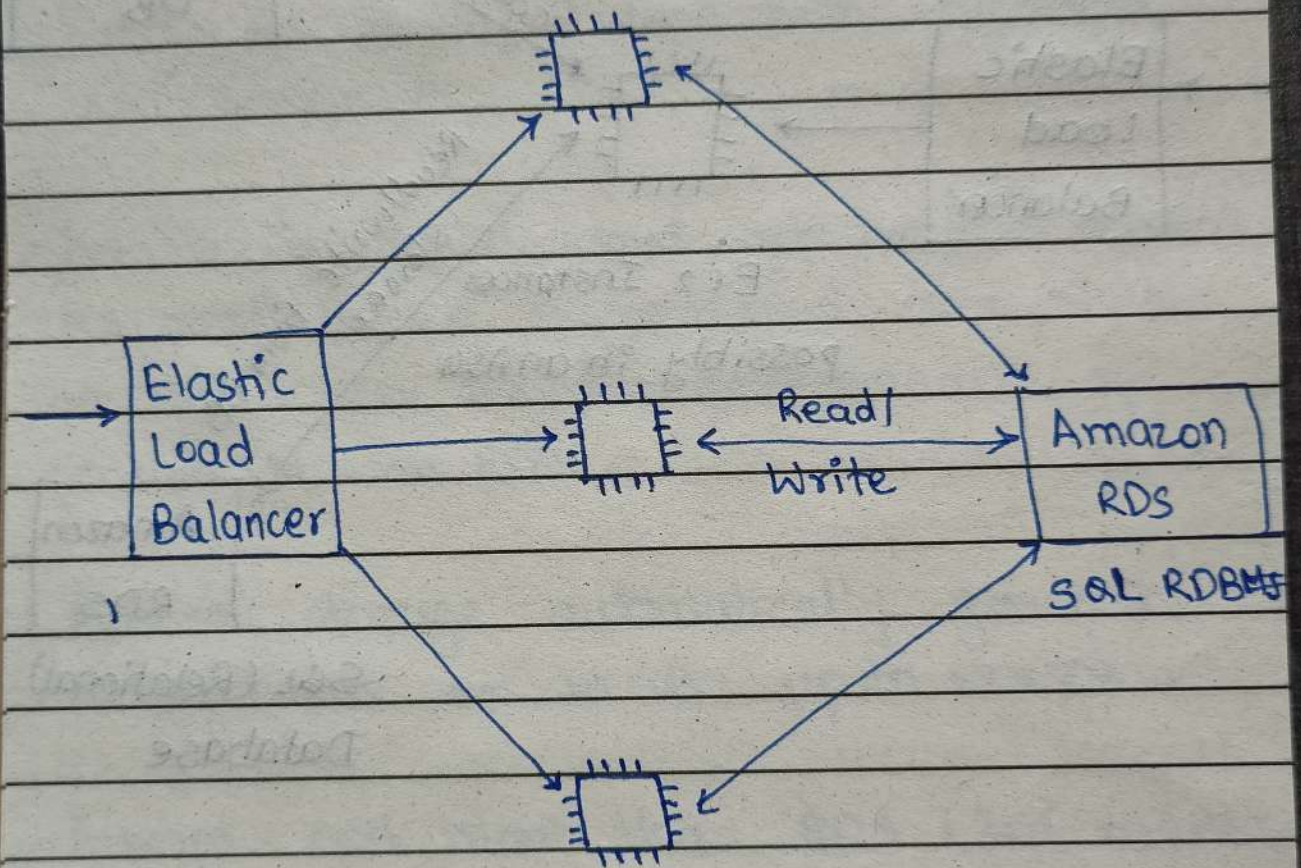 Elastic
Load
Balancer
Read/
Write
Amazon
RDS
SQL RDBMS